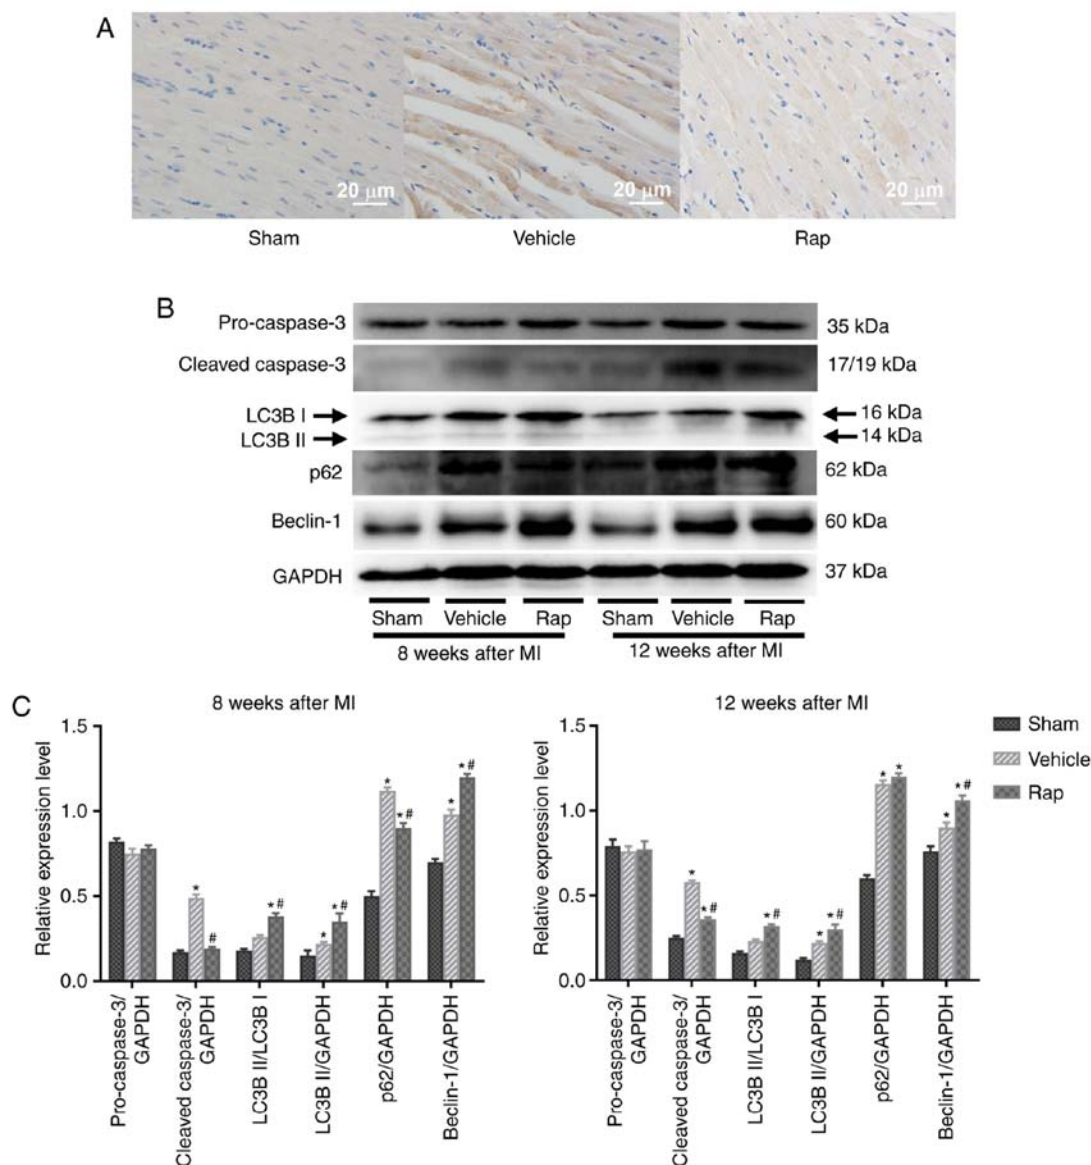 A
20 µm
20 µm
20 µm
Sham
Vehicle
Rap
B
Pro-caspase-3
35 kDa
Cleaved caspase-3
17/19 kDa
LC3B I
16 kDa
LC3B II
14 kDa
p62
62 kDa
Beclin-1
60 kDa
GAPDH
37 kDa
Sham
Vehicle
Rap
Sham
Vehicle
Rap
8 weeks after MI
12 weeks after MI
C
8 weeks after MI
Relative expression level
1.5
1.0
0.5
0.0
*
#
* #
*
* #
*
* #
*
* #
Pro-caspase-3/
GAPDH
Cleaved caspase-3/
GAPDH
LC3B II/LC3B I
LC3B II/GAPDH
p62/GAPDH
Beclin-1/GAPDH
12 weeks after MI
Relative expression level
1.5
1.0
0.5
0.0
*
* #
* #
*
* #
*
*
*
* #
Pro-caspase-3/
GAPDH
Cleaved caspase-3/
GAPDH
LC3B II/LC3B I
LC3B II/GAPDH
p62/GAPDH
Beclin-1/GAPDH
Sham
Vehicle
Rap